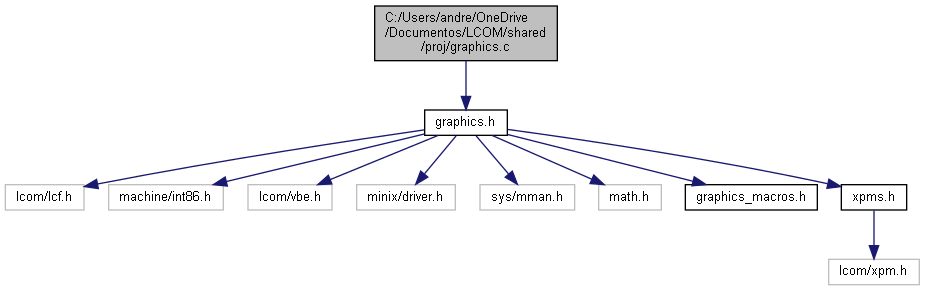 C:/Users/andre/OneDrive
/Documentos/LCOM/shared
/proj/graphics.c
graphics.h
lcom/lcf.h
machine/int86.h
lcom/vbe.h
minix/driver.h
sys/mman.h
math.h
graphics_macros.h
xpms.h
lcom/xpm.h